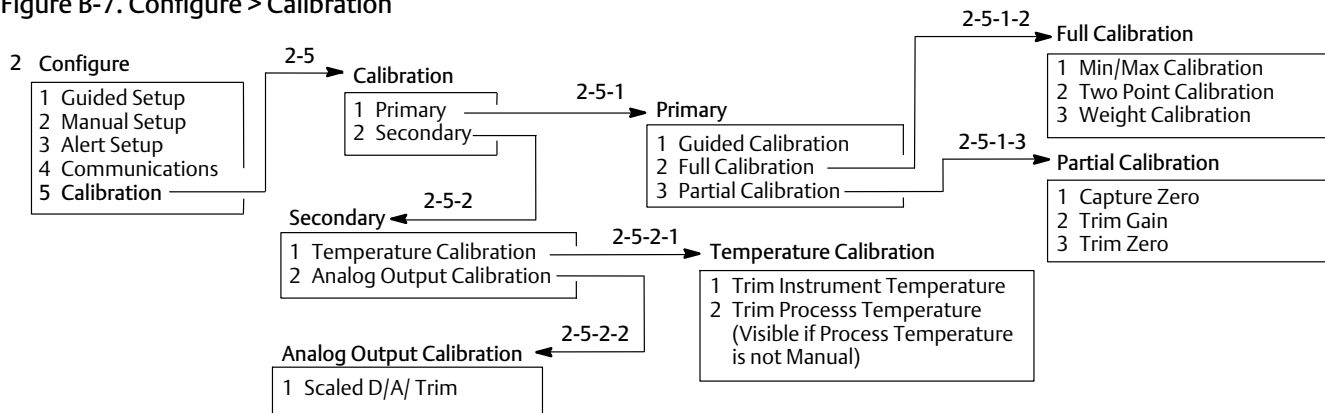 Figure B-7. Configure > Calibration
2 Configure
1 Guided Setup
2 Manual Setup
3 Alert Setup
4 Communications
5 Calibration
2-5
Calibration
1 Primary
2 Secondary
2-5-1
Primary
1 Guided Calibration
2 Full Calibration
3 Partial Calibration
2-5-1-2
Full Calibration
1 Min/Max Calibration
2 Two Point Calibration
3 Weight Calibration
2-5-1-3
Partial Calibration
1 Capture Zero
2 Trim Gain
3 Trim Zero
2-5-2
Secondary
1 Temperature Calibration
2 Analog Output Calibration
2-5-2-1
Temperature Calibration
1 Trim Instrument Temperature
2 Trim Processs Temperature
(Visible if Process Temperature
is not Manual)
2-5-2-2
Analog Output Calibration
1 Scaled D/A/ Trim